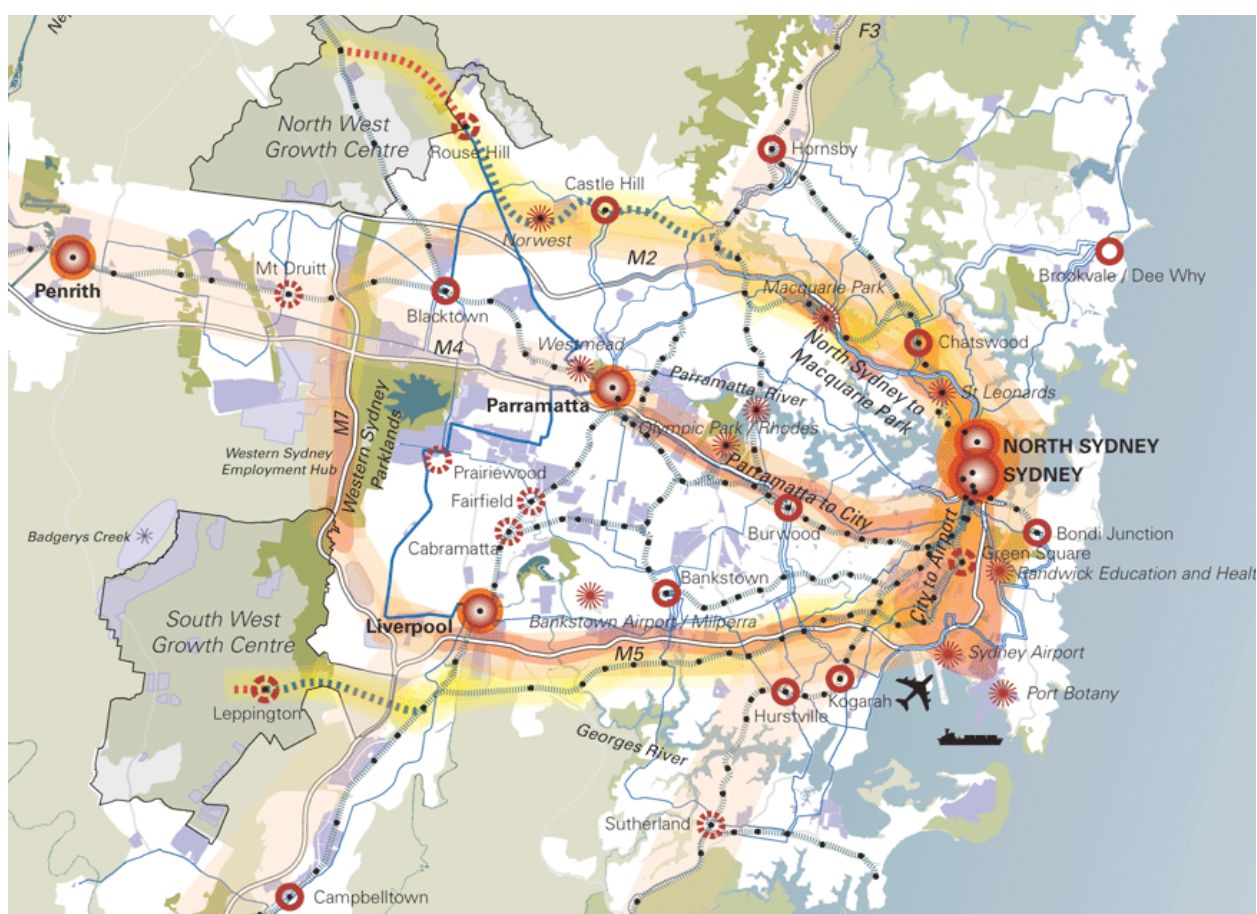 F3
North West
Growth Centre
Rouse Hill
Hornsby
Castle Hill
Norwest
M2
Brookvale / Dee Why
Penrith
Mt Druitt
Blacktown
Macquarie Park
Chatswood
M4
Westmead
North Sydney to
Macquarie Park
Parramatta River
St Leonards
Parramatta
Olympic Park / Rhodes
NORTH SYDNEY
SYDNEY
M7
Western Sydney
Parklands
Western Sydney
Employment Hub
Prairiewood
Parramatta to City
Fairfield
Badgerys Creek
Cabramatta
Burwood
City to Airport
Bondi Junction
Green Square
Randwick Education and Healt
Bankstown
South West
Growth Centre
Liverpool
Bankstown Airport / Milperra
M5
Sydney Airport
Leppington
Hurstville
Kogarah
Port Botany
Georges River
Sutherland
Campbelltown